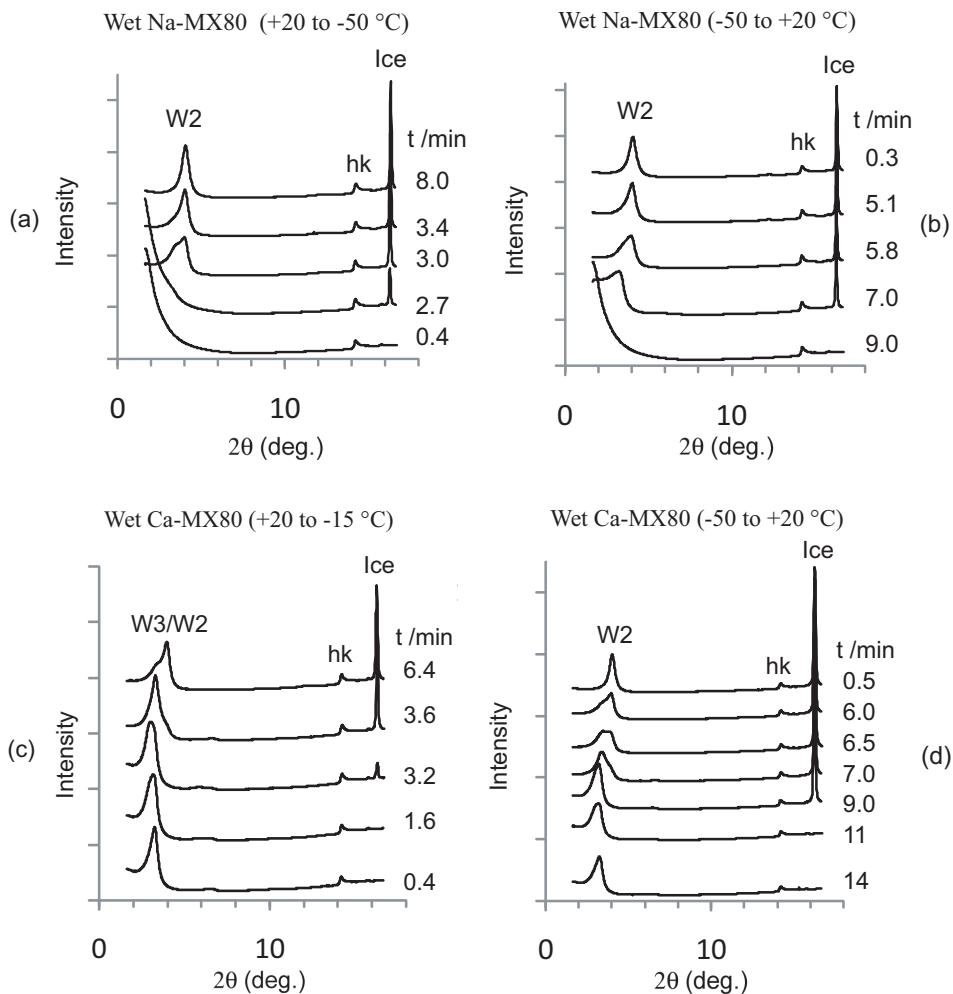 Wet Na-MX80 (+20 to -50 °C)
Ice
W2
t /min
hk
8.0
3.4
3.0
2.7
0.4
Intensity
(a)
0
10
2θ (deg.)
Wet Na-MX80 (-50 to +20 °C)
Ice
W2
t /min
hk
0.3
5.1
5.8
7.0
9.0
Intensity
(b)
0
10
2θ (deg.)
Wet Ca-MX80 (+20 to -15 °C)
Ice
W3/W2
t /min
hk
6.4
3.6
3.2
1.6
0.4
Intensity
(c)
0
10
2θ (deg.)
Wet Ca-MX80 (-50 to +20 °C)
Ice
W2
t /min
hk
0.5
6.0
6.5
7.0
9.0
11
14
Intensity
(d)
0
10
2θ (deg.)